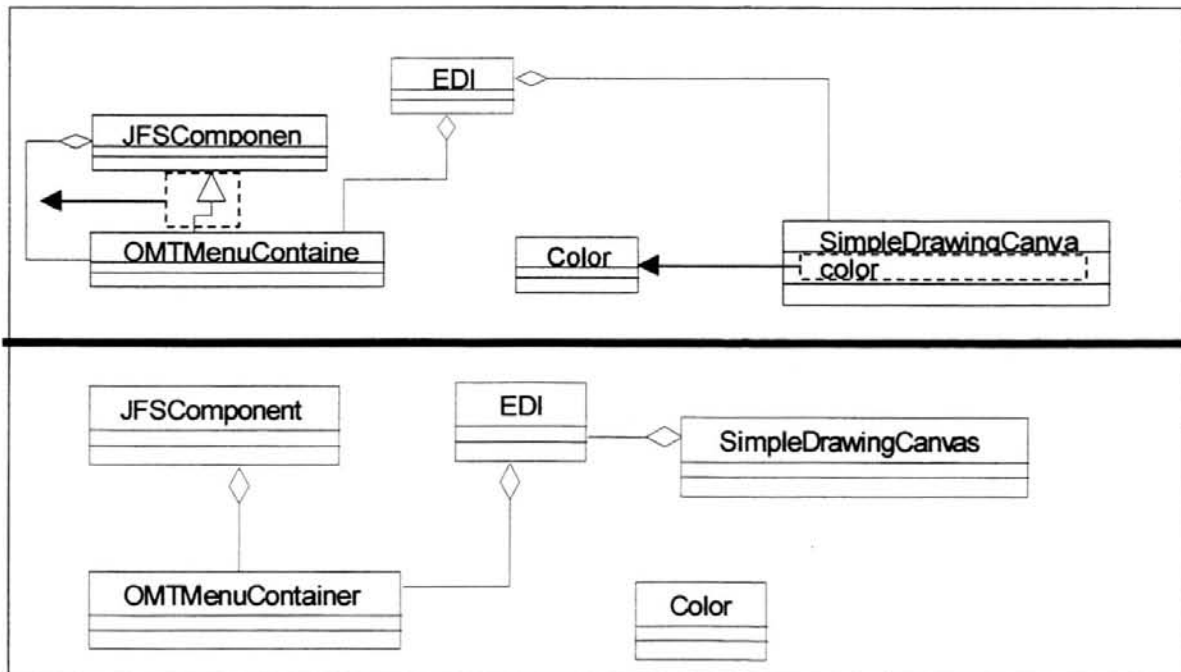 EDI
JFSComponen
OMTMenuContaine
Color
SimpleDrawingCanva
color
JFSComponent
EDI
SimpleDrawingCanvas
OMTMenuContainer
Color